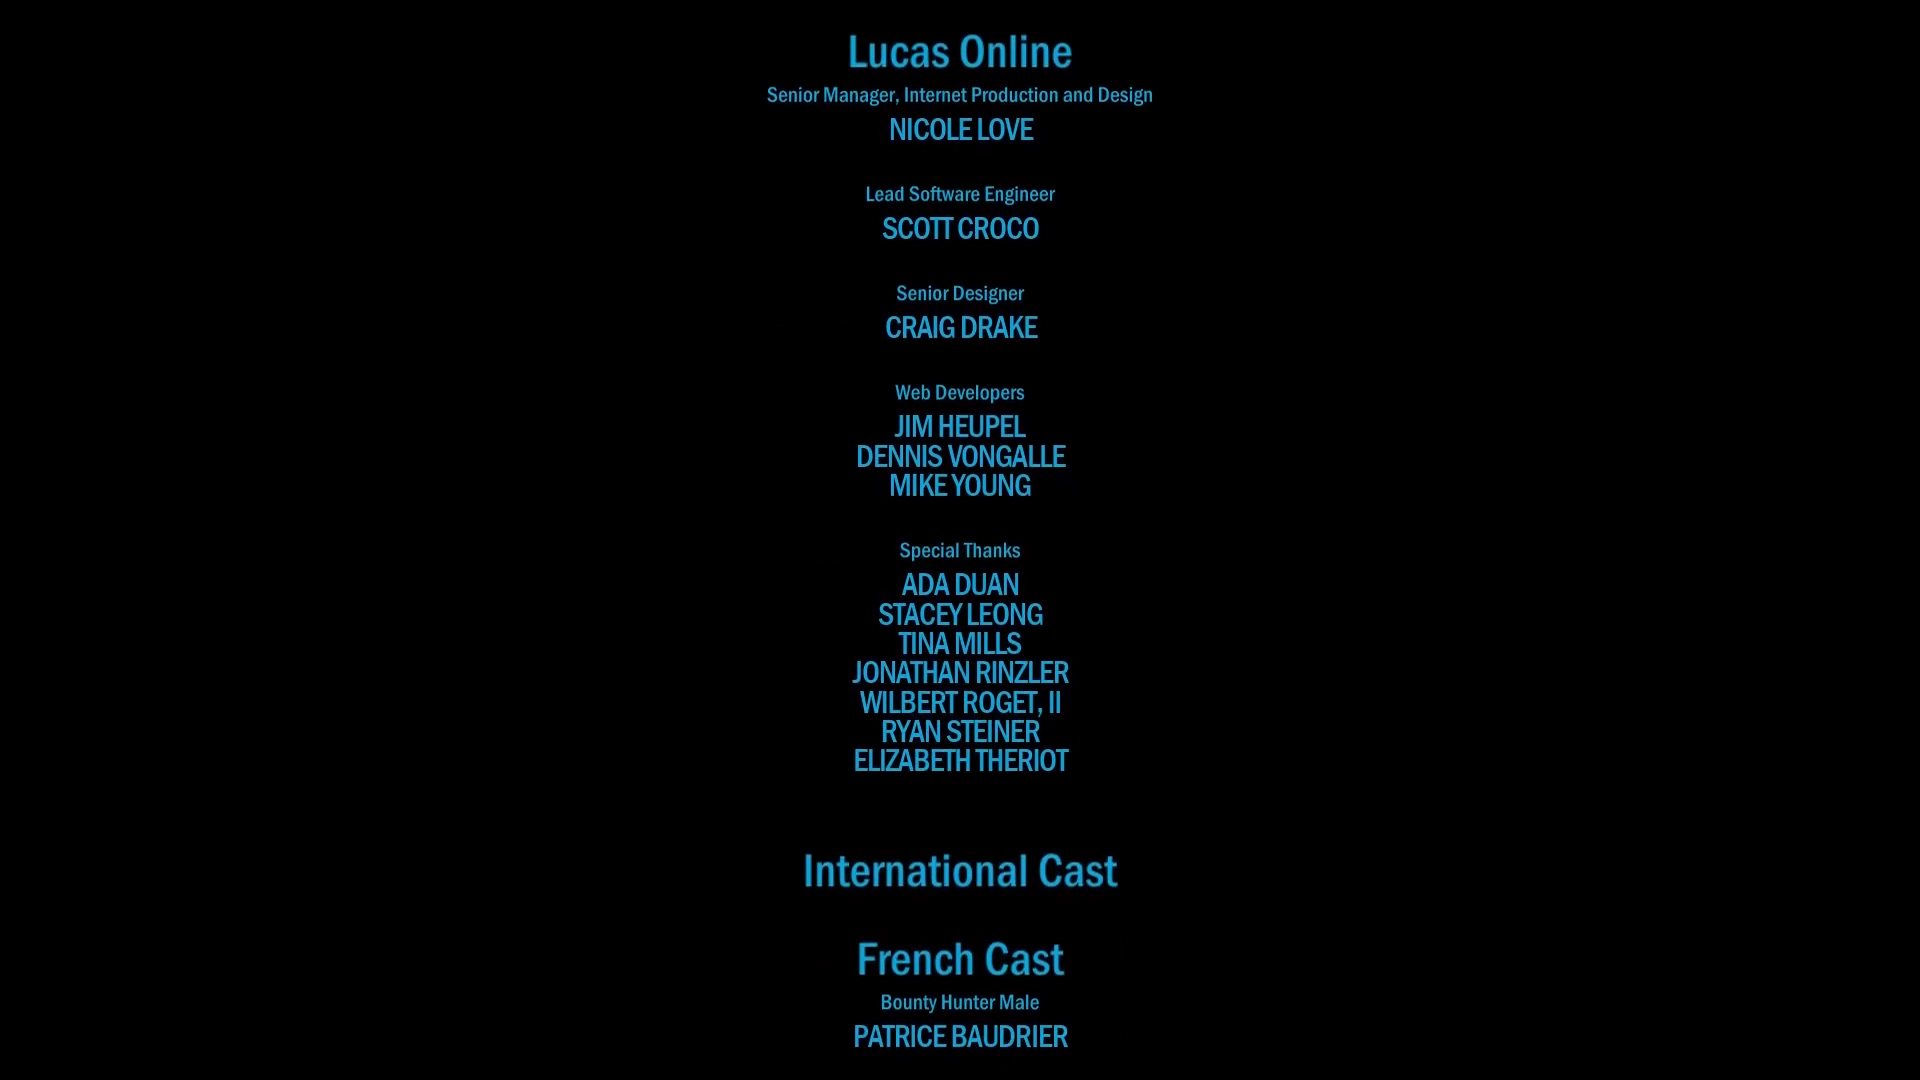 Lucas Online
Senior Manager, Internet Production and Design
NICOLE LOVE
Lead Software Engineer
SCOTT CROCO
Senior Designer
CRAIG DRAKE
Web Developers
JIM HEUPEL
DENNIS VONGALLE
MIKE YOUNG
Special Thanks
ADA DUAN
STACEY LEONG
TINA MILLS
JONATHAN RINZLER
WILBERT ROGET, II
RYAN STEINER
ELIZABETH THERIOT
International Cast
French Cast
Bounty Hunter Male
PATRICE BAUDRIER